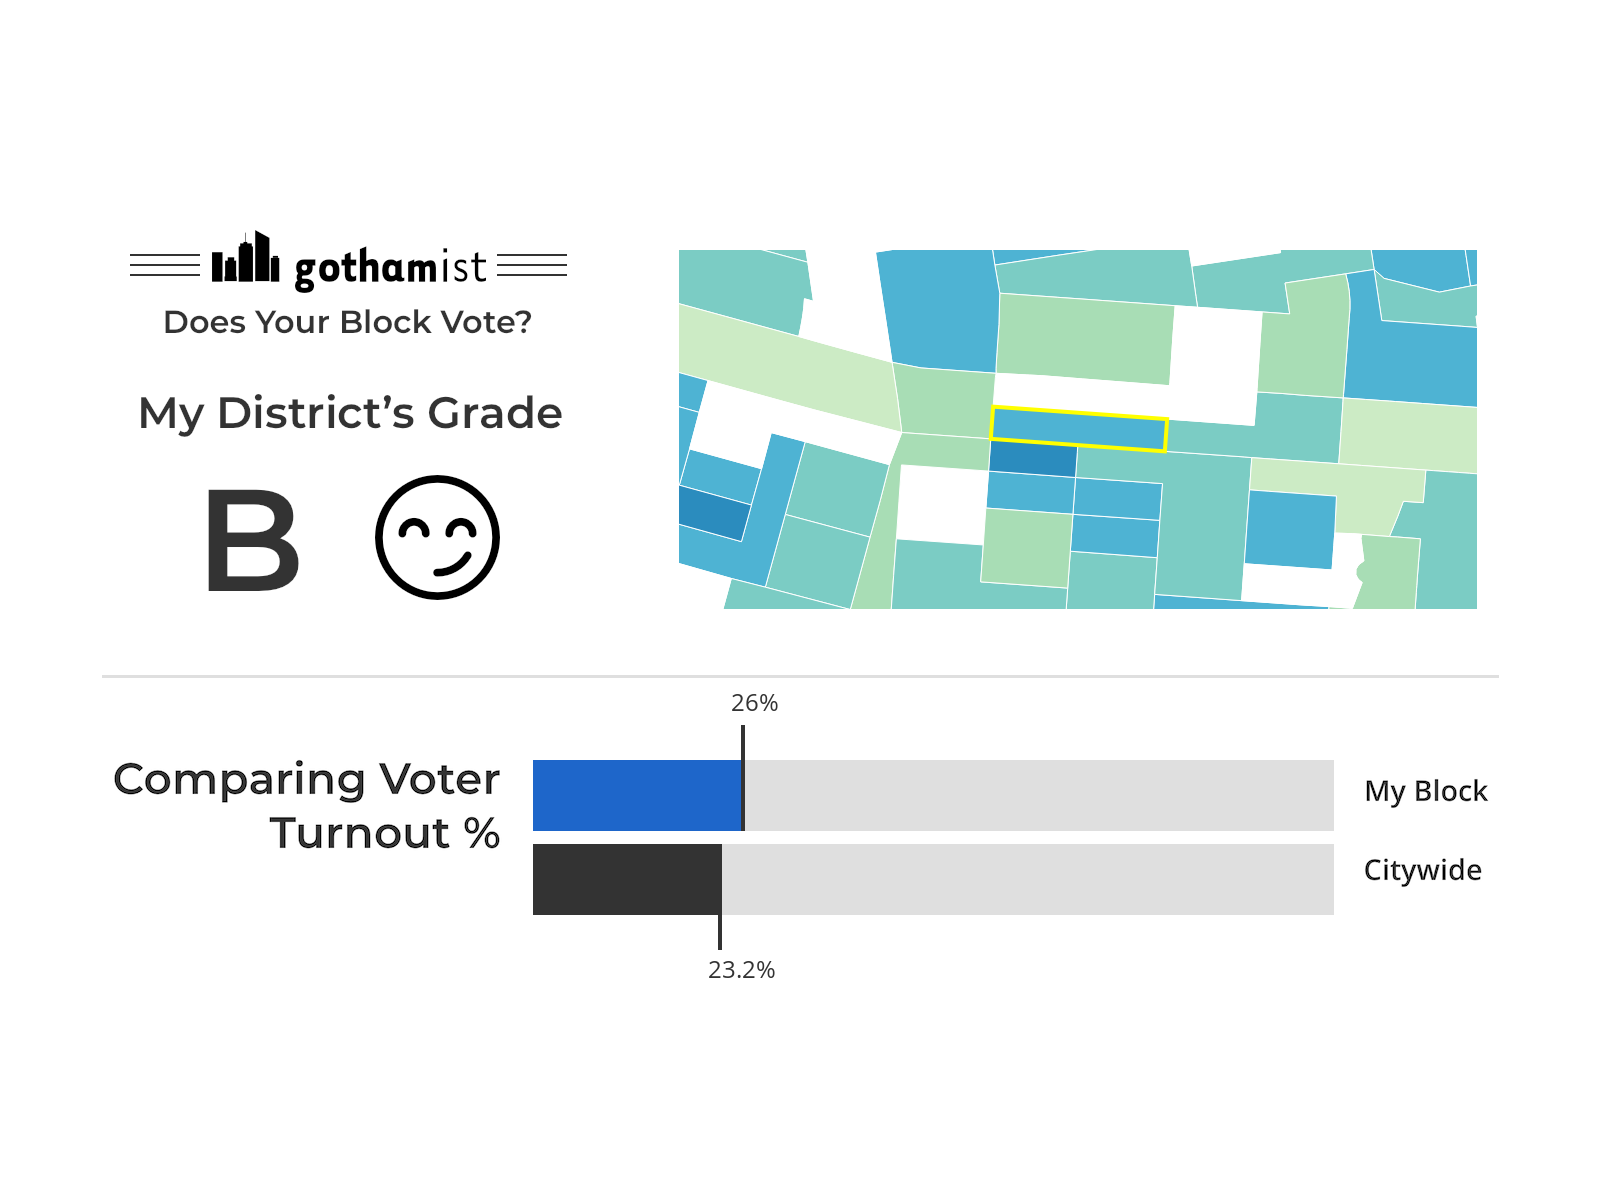 gothamist
Does Your Block Vote?
My District’s Grade
B
26%
Comparing Voter
Turnout %
My Block
Citywide
23.2%